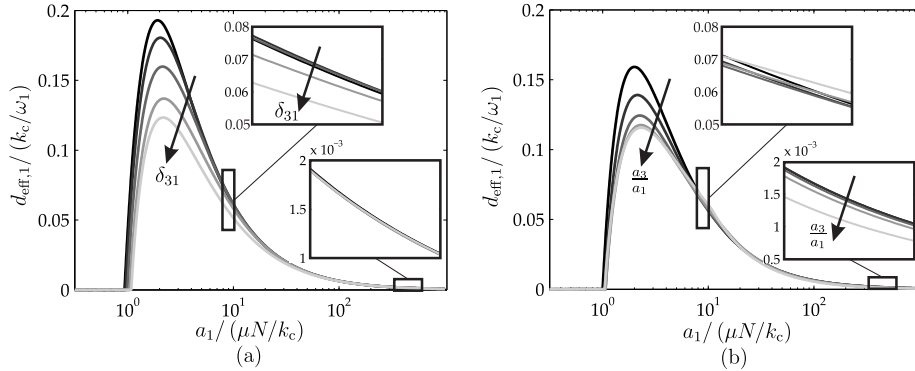 0.2
0.15
0.1
0.05
0
d_eff,1/ (k_c/ω_1)
10^0
10^1
10^2
a_1/ (μN/k_c)
(a)
δ_31
0.08
0.07
0.06
0.05
δ_31
x 10^−3
2
1.5
1
0.2
0.15
0.1
0.05
0
d_eff,1/ (k_c/ω_1)
10^0
10^1
10^2
a_1/ (μN/k_c)
(b)
a_3
a_1
0.08
0.07
0.06
0.05
x 10^−3
2
1.5
1
0.5
a_3
a_1